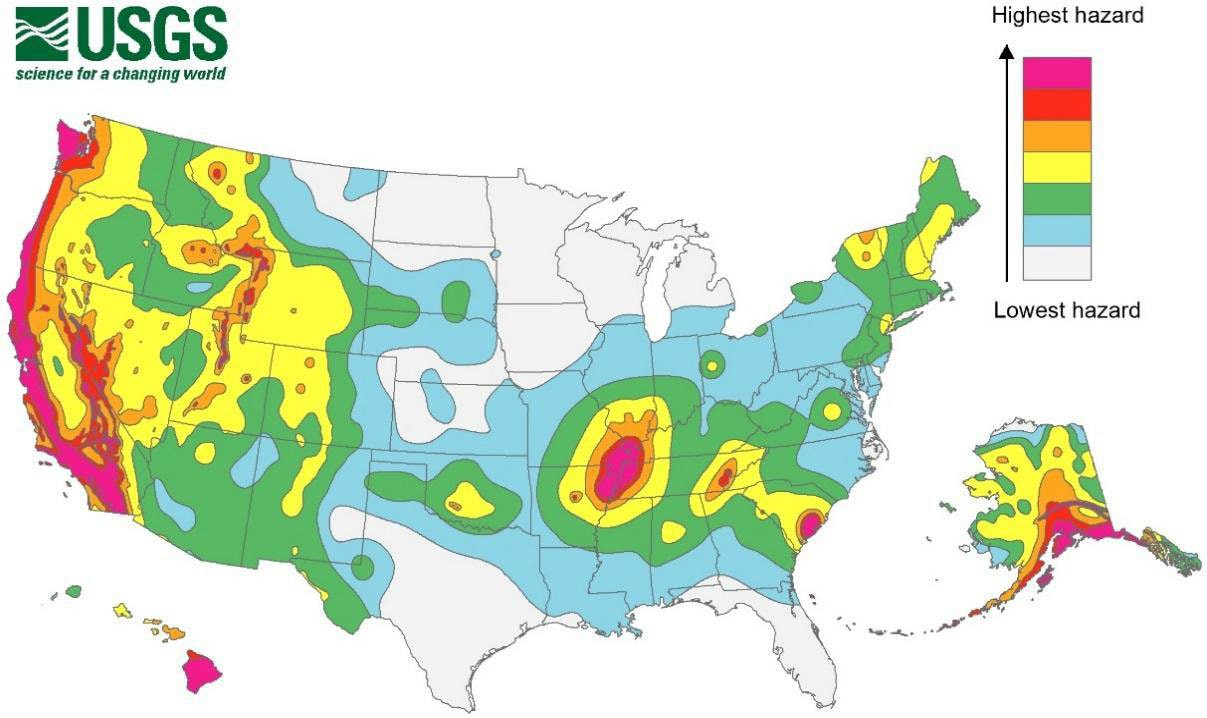 USGS
science for a changing world
Highest hazard
Lowest hazard